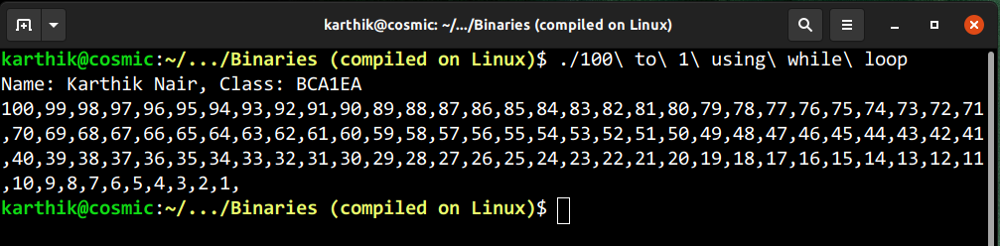 karthik@cosmic: ~/.../Binaries (compiled on Linux)
karthik@cosmic:~/.../Binaries (compiled on Linux)$ ./100\ to\ 1\ using\ while\ loop
Name: Karthik Nair, Class: BCA1EA
100,99,98,97,96,95,94,93,92,91,90,89,88,87,86,85,84,83,82,81,80,79,78,77,76,75,74,73,72,71
,70,69,68,67,66,65,64,63,62,61,60,59,58,57,56,55,54,53,52,51,50,49,48,47,46,45,44,43,42,41
,40,39,38,37,36,35,34,33,32,31,30,29,28,27,26,25,24,23,22,21,20,19,18,17,16,15,14,13,12,11
,10,9,8,7,6,5,4,3,2,1,
karthik@cosmic:~/.../Binaries (compiled on Linux)$